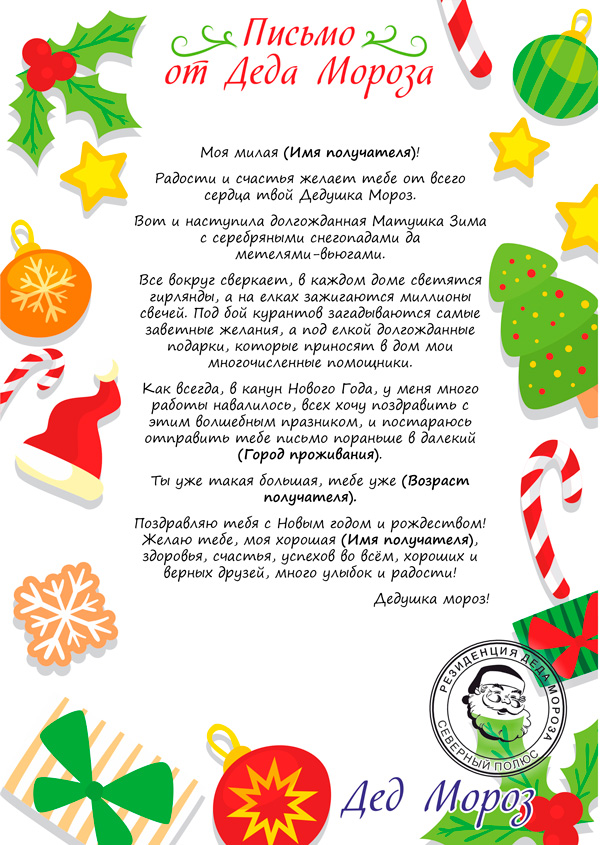 Письмо
от Деда Мороза
Моя милая (Имя получателя)!
Радости и счастья желает тебе от всего
сердца твой Дедушка Мороз.
Вот и наступила долгожданная Матушка Зима
с серебряными снегопадами да
метелями-вьюгами.
Все вокруг сверкает, в каждом доме светятся
гирлянды, а на елках зажигаются миллионы
свечей. Под бой курантов загадываются самые
заветные желания, а под елкой долгожданные
подарки, которые приносят в дом мои
многочисленные помощники.
Как всегда, в канун Нового Года, у меня много
работы навалилось, всех хочу поздравить с
этим волшебным празником, и постараюсь
отправить тебе письмо пораньше в далекий
(Город проживания).
Ты уже такая большая, тебе уже (Возраст
получателя).
Поздравляю тебя с Новым годом и рождеством!
Желаю тебе, моя хорошая (Имя получателя),
здоровья, счастья, успехов во всём, хороших и
верных друзей, много улыбок и радости!
Дедушка мороз!
РЕЗИДЕНЦИЯ ДЕДА МОРОЗА
СЕВЕРНЫЙ ПОЛЮС
Дед Мороз